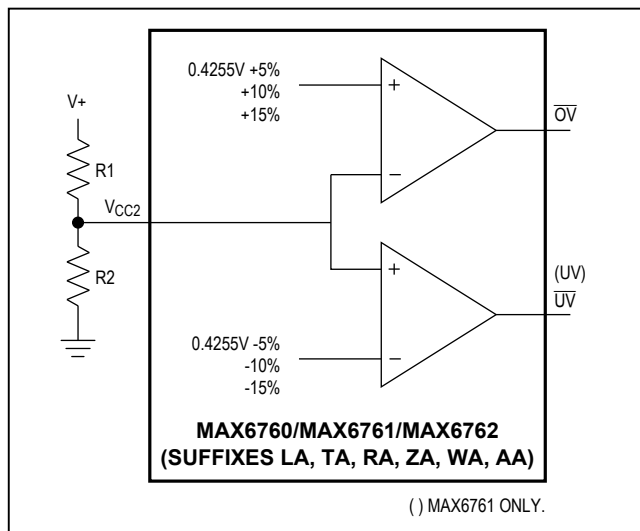 0.4255V +5%
+10%
+15%
+
−
OV
V+
R1
VCC2
R2
+
−
(UV)
UV
0.4255V -5%
-10%
-15%
MAX6760/MAX6761/MAX6762
(SUFFIXES LA, TA, RA, ZA, WA, AA)
( ) MAX6761 ONLY.